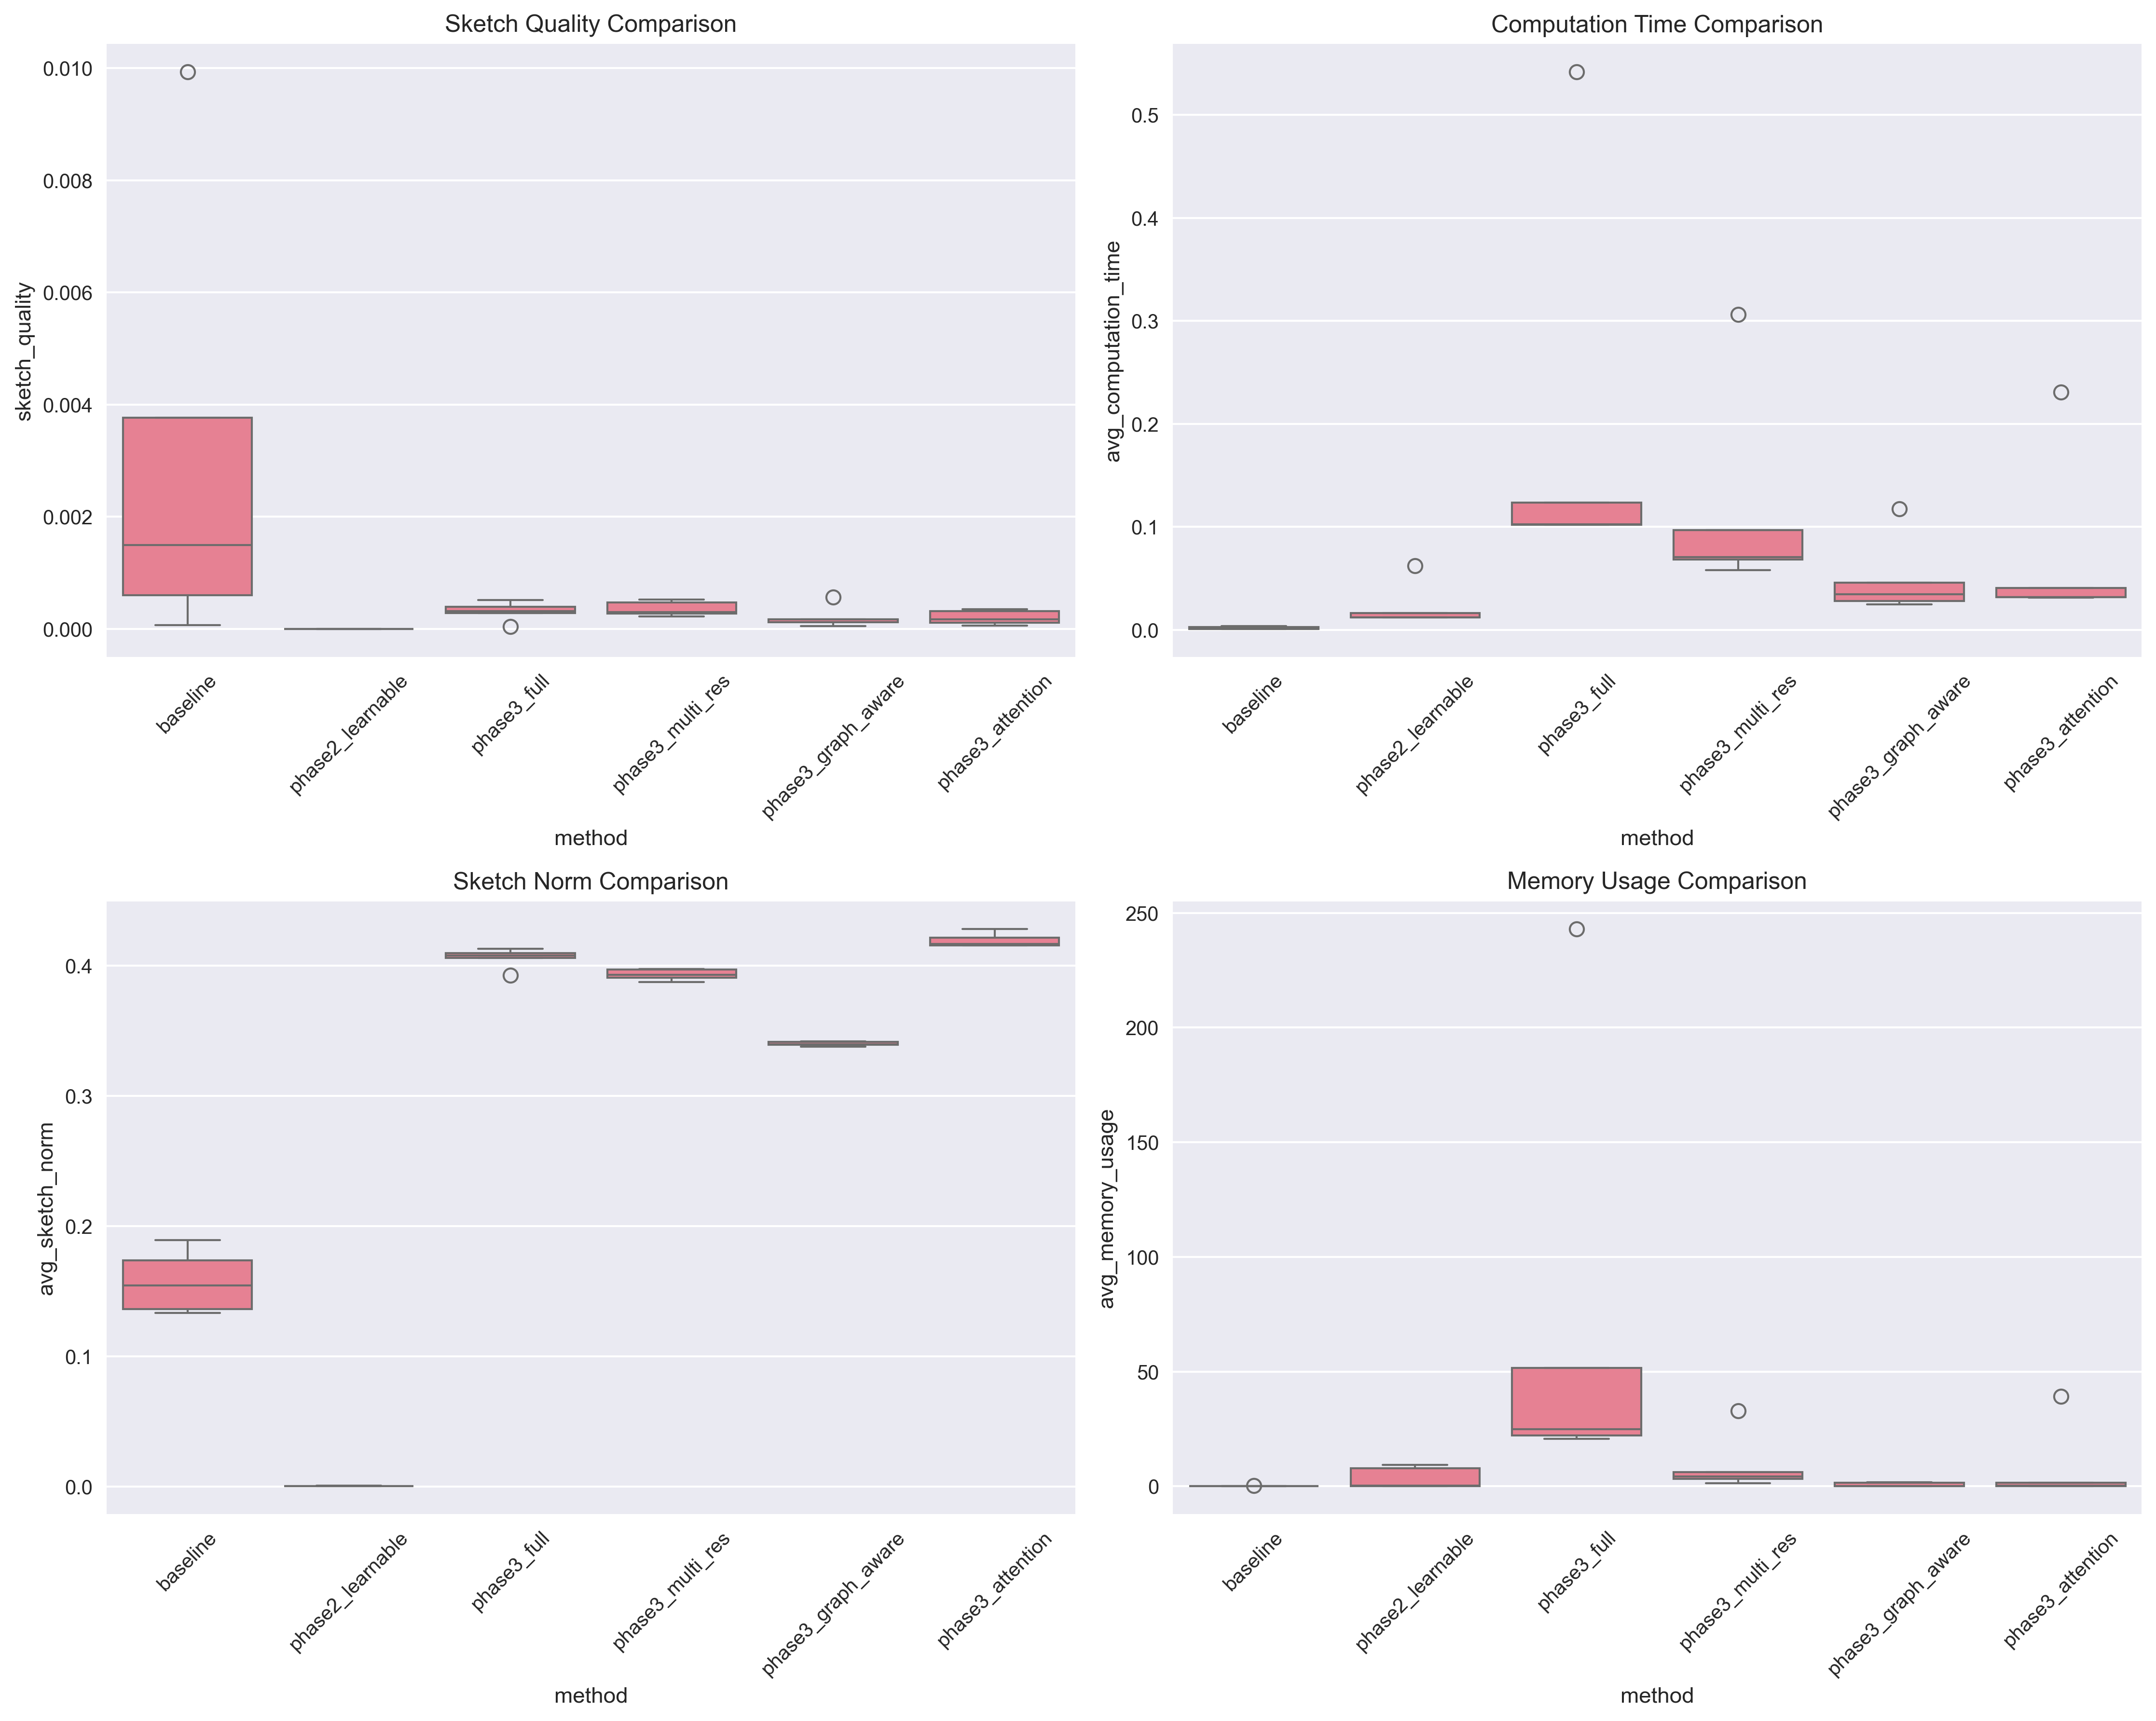 Sketch Quality Comparison
sketch_quality
0.010
0.008
0.006
0.004
0.002
0.000
baseline
phase2_learnable
phase3_full
phase3_multi_res
phase3_graph_aware
phase3_attention
method
Computation Time Comparison
avg_computation_time
0.5
0.4
0.3
0.2
0.1
0.0
baseline
phase2_learnable
phase3_full
phase3_multi_res
phase3_graph_aware
phase3_attention
method
Sketch Norm Comparison
avg_sketch_norm
0.4
0.3
0.2
0.1
0.0
baseline
phase2_learnable
phase3_full
phase3_multi_res
phase3_graph_aware
phase3_attention
method
Memory Usage Comparison
avg_memory_usage
250
200
150
100
50
0
baseline
phase2_learnable
phase3_full
phase3_multi_res
phase3_graph_aware
phase3_attention
method